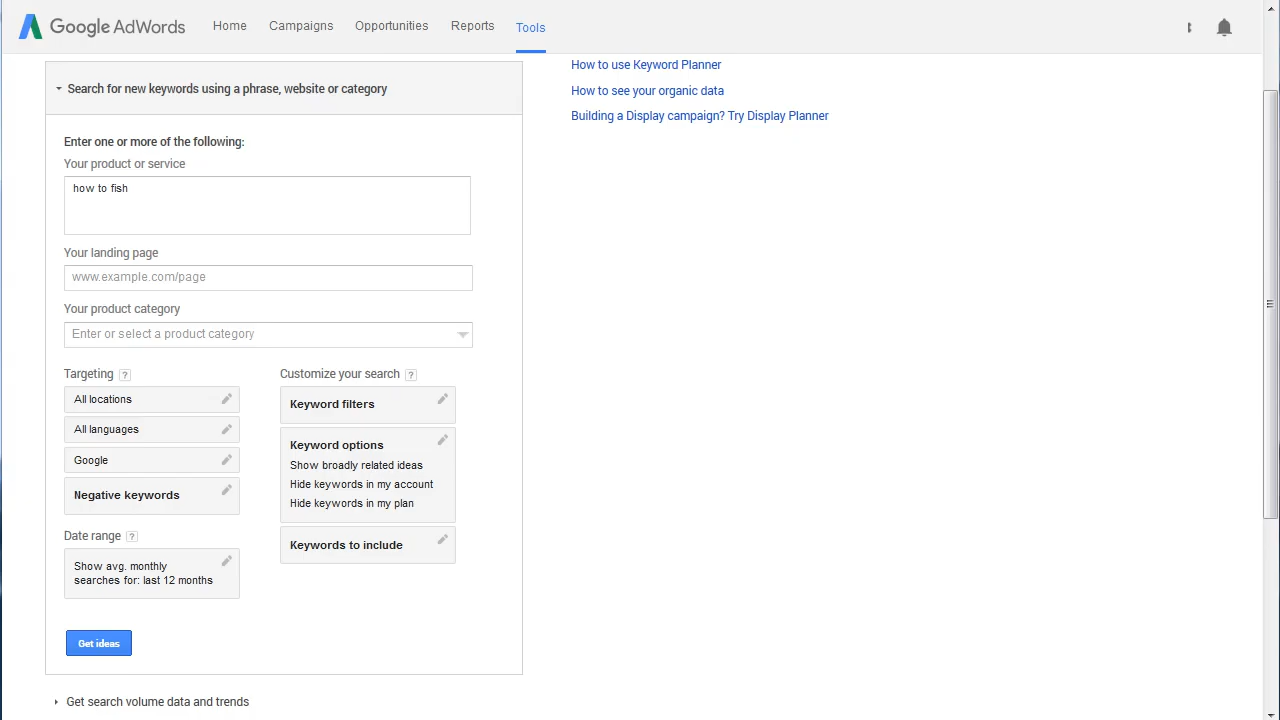 Google AdWords
Home
Campaigns
Opportunities
Reports
Tools
Search for new keywords using a phrase, website or category
How to use Keyword Planner
How to see your organic data
Building a Display campaign? Try Display Planner
Enter one or more of the following:
Your product or service
how to fish
Your landing page
www.example.com/page
Your product category
Enter or select a product category
Targeting ?
All locations
All languages
Google
Negative keywords
Date range ?
Show avg. monthly
searches for: last 12 months
Customize your search ?
Keyword filters
Keyword options
Show broadly related ideas
Hide keywords in my account
Hide keywords in my plan
Keywords to include
Get ideas
Get search volume data and trends